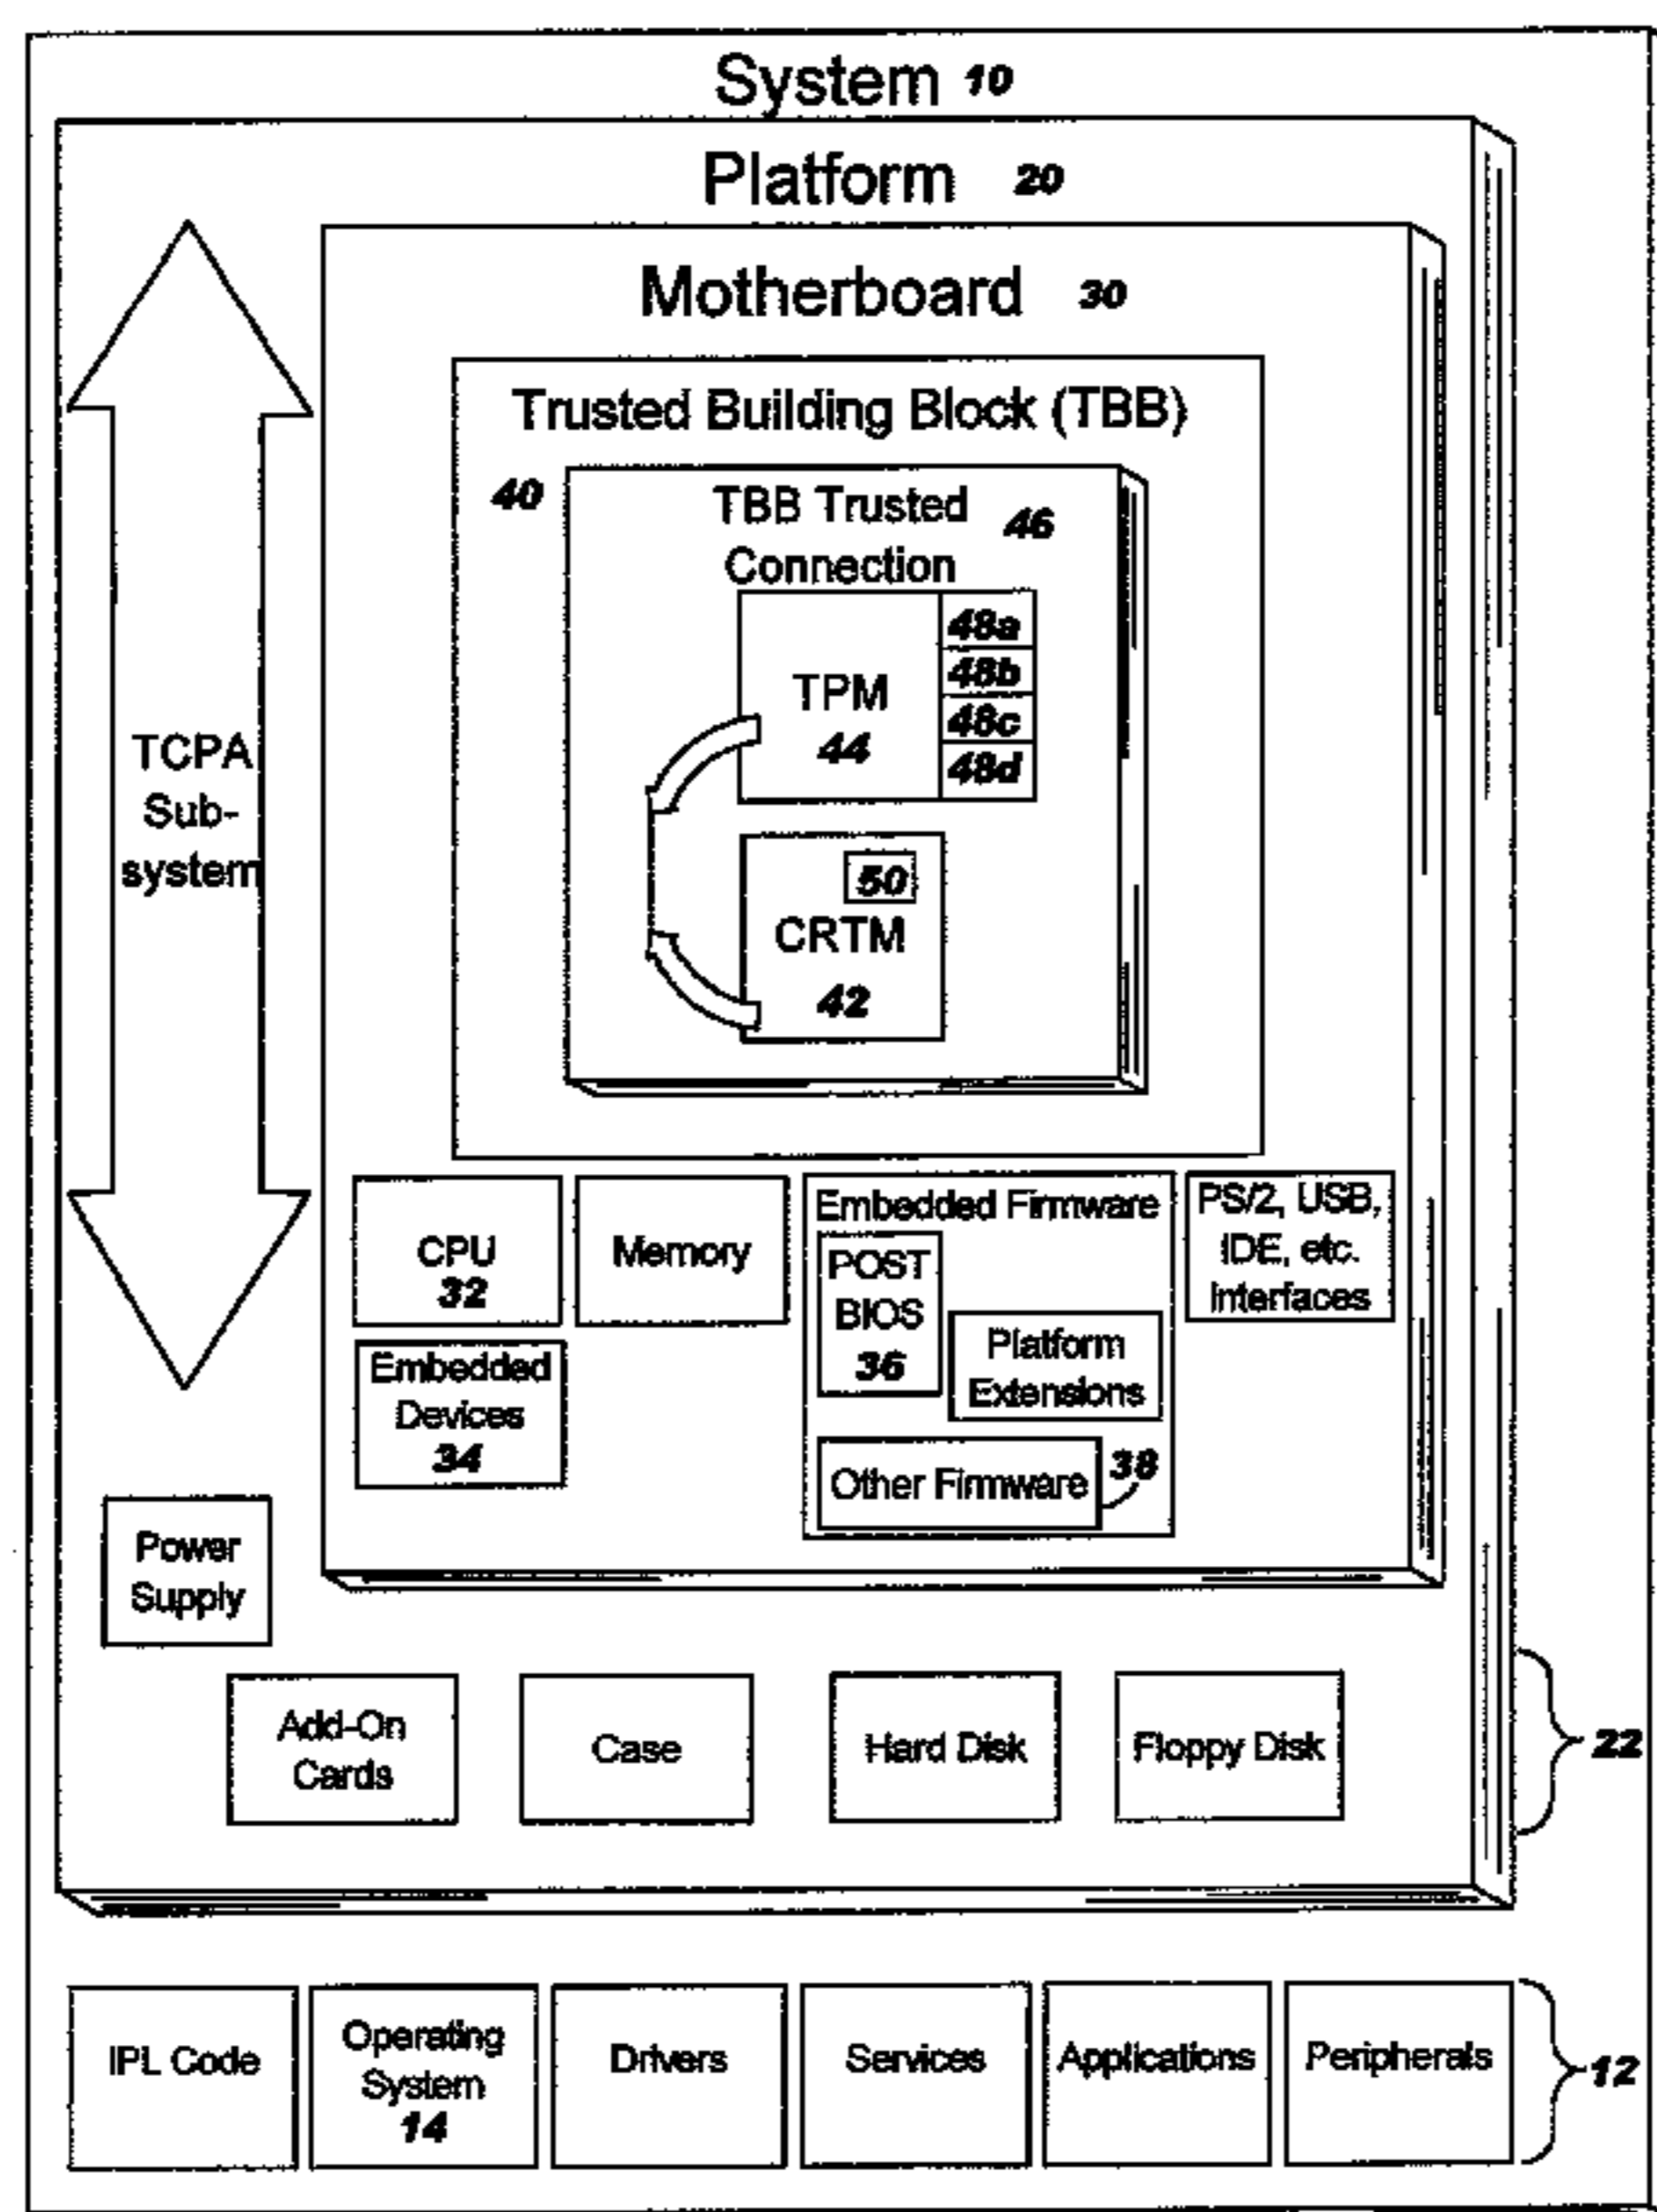 System 10
Platform 20
Motherboard 30
Trusted Building Block (TBB)
40
TBB Trusted
Connection
46
TPM
44
48a
48b
48c
48d
50
CRTM
42
TCPA
Sub-
system
CPU
32
Memory
Embedded Firmware
POST
BIOS
36
Platform
Extensions
Other Firmware
38
PS/2, USB,
IDE, etc.
Interfaces
Embedded
Devices
34
Power
Supply
Add-On
Cards
Case
Hard Disk
Floppy Disk
22
IPL Code
Operating
System
14
Drivers
Services
Applications
Peripherals
12